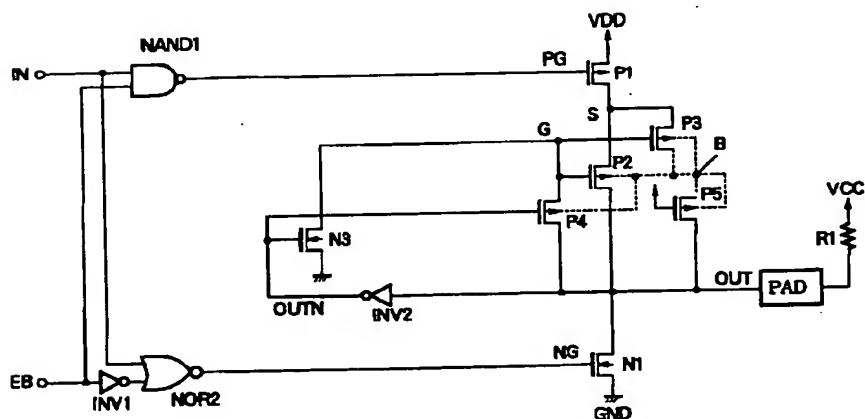 VDD
NAND1
IN
PG
P1
S
P3
G
B
P2
P5
VCC
P4
N3
R1
OUT
PAD
OUTN
INV2
NG
N1
EB
INV1
NOR2
GND